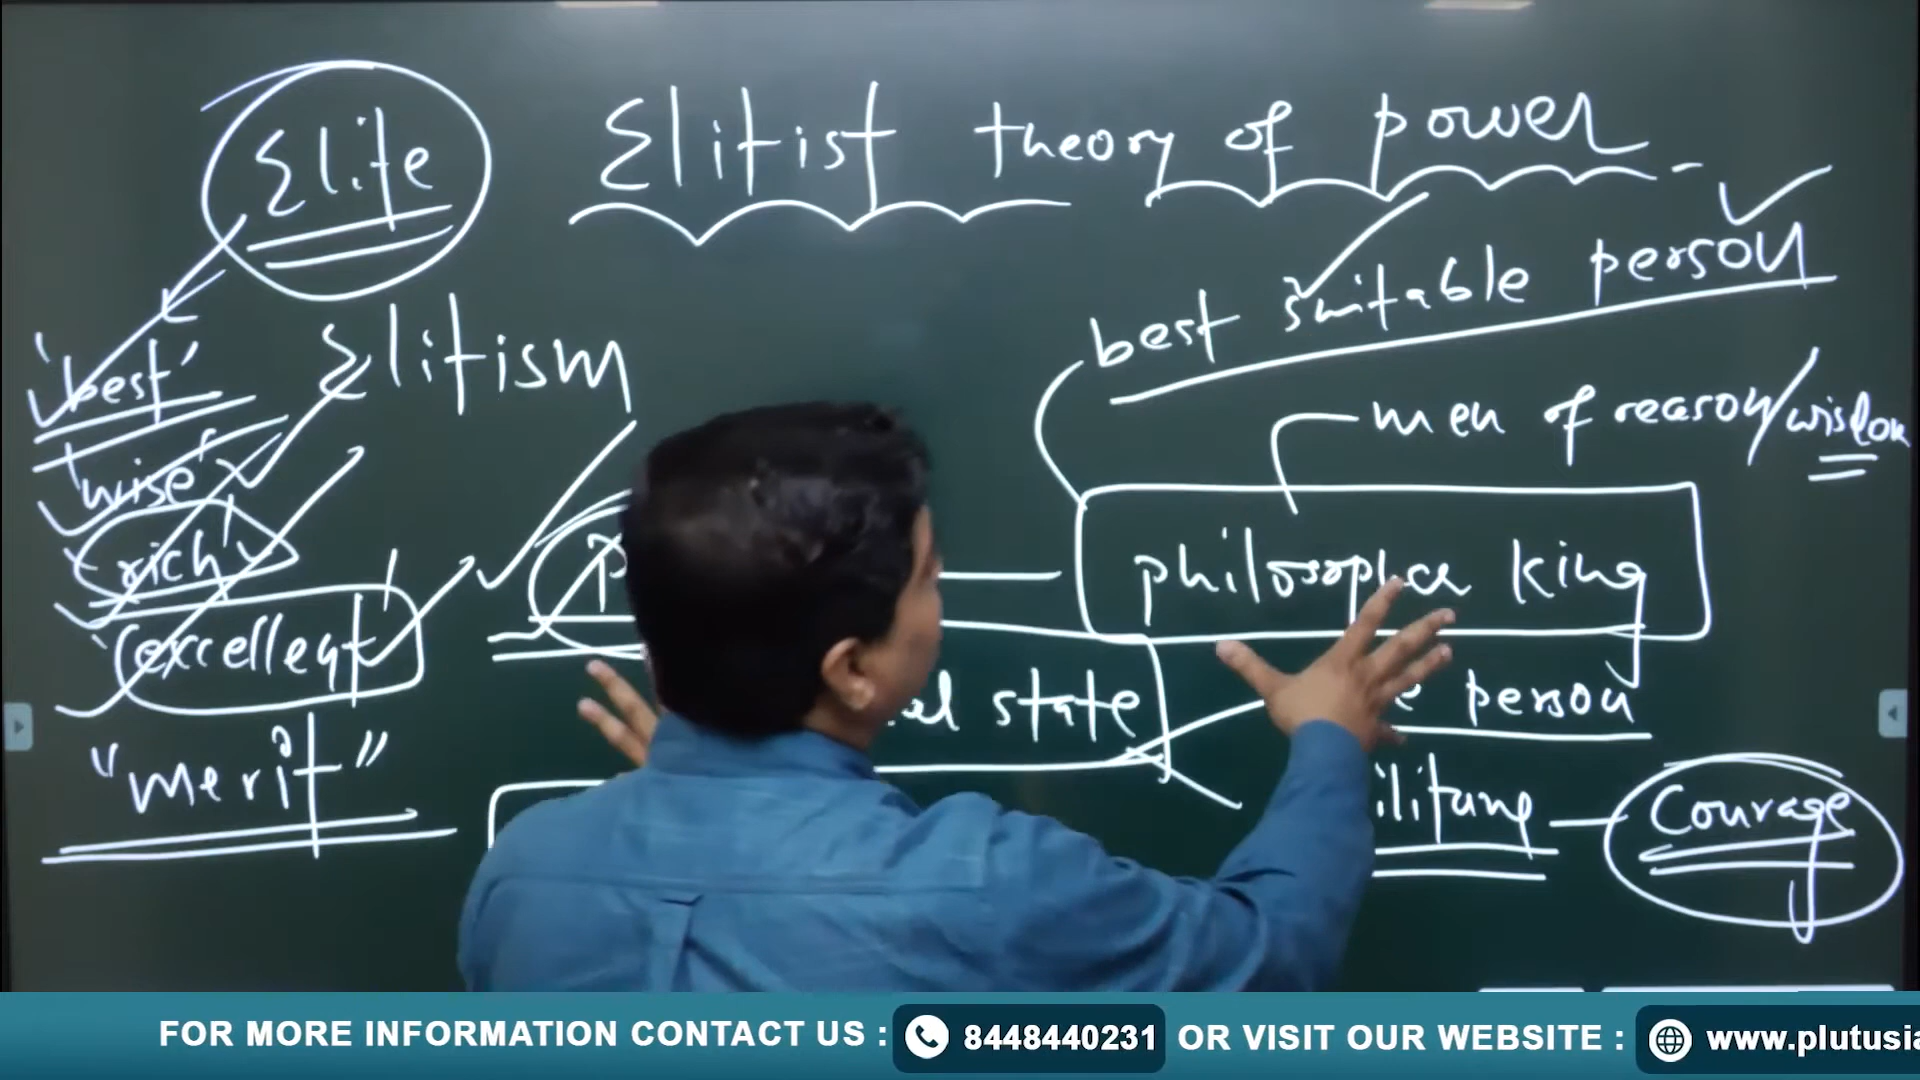 Elite
Elitist theory of power
best suitable person
Elitism
'best'
men of reason/wisdom
'wise'
'rich'
philosopher king
'excellent'
state
person
"merit"
Courage
FOR MORE INFORMATION CONTACT US : 8448440231 OR VISIT OUR WEBSITE : www.plutusia